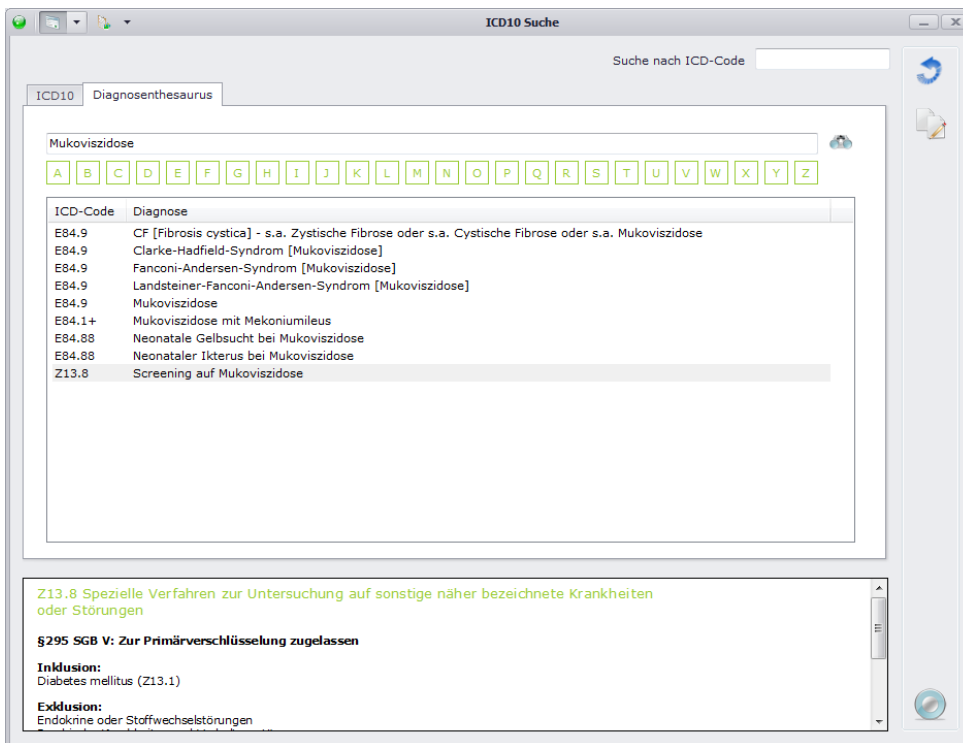 ICD10 Suche
Suche nach ICD-Code
ICD10 Diagnosenthesaurus
Mukoviszidose
A B C D E F G H I J K L M N O P Q R S T U V W X Y Z
ICD-Code Diagnose
E84.9 CF [Fibrosis cystica] - s.a. Zystische Fibrose oder s.a. Cystische Fibrose oder s.a. Mukoviszidose
E84.9 Clarke-Hadfield-Syndrom [Mukoviszidose]
E84.9 Fanconi-Andersen-Syndrom [Mukoviszidose]
E84.9 Landsteiner-Fanconi-Andersen-Syndrom [Mukoviszidose]
E84.9 Mukoviszidose
E84.1+ Mukoviszidose mit Mekoniumileus
E84.88 Neonatale Gelbsucht bei Mukoviszidose
E84.88 Neonataler Ikterus bei Mukoviszidose
Z13.8 Screening auf Mukoviszidose
Z13.8 Spezielle Verfahren zur Untersuchung auf sonstige näher bezeichnete Krankheiten
oder Störungen
§295 SGB V: Zur Primärverschlüsselung zugelassen
Inklusion:
Diabetes mellitus (Z13.1)
Exklusion:
Endokrine oder Stoffwechselstörungen